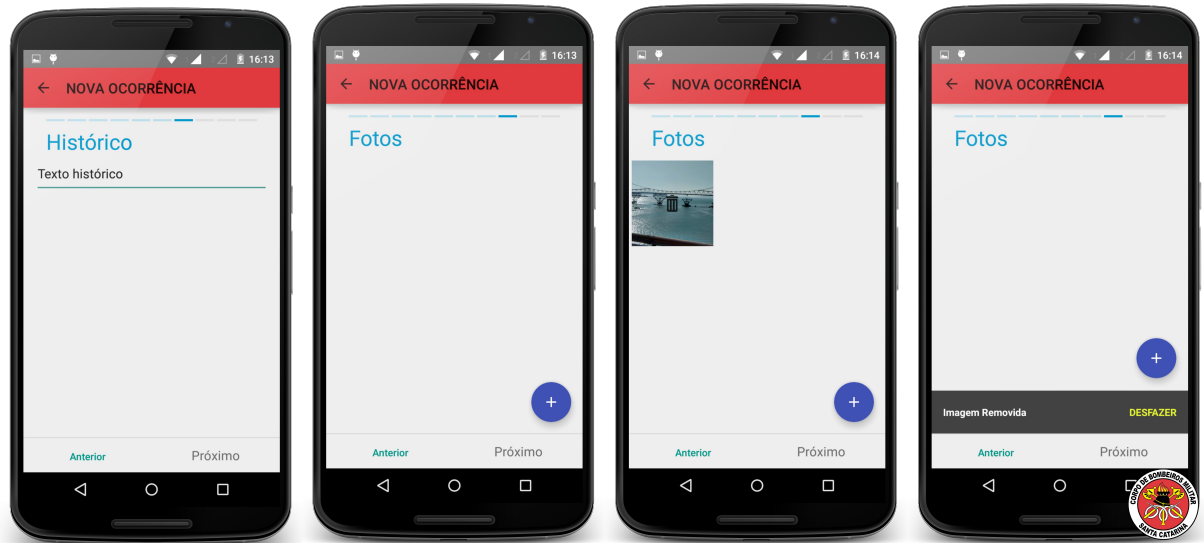 16:13
NOVA OCORRÊNCIA
Histórico
Texto histórico
Anterior
Próximo
16:13
NOVA OCORRÊNCIA
Fotos
+
Anterior
Próximo
16:14
NOVA OCORRÊNCIA
Fotos
+
Anterior
Próximo
16:14
NOVA OCORRÊNCIA
Fotos
+
Imagem Removida
DESFAZER
Anterior
Próximo
CORPO DE BOMBEIROS MILITAR
SANTA CATARINA